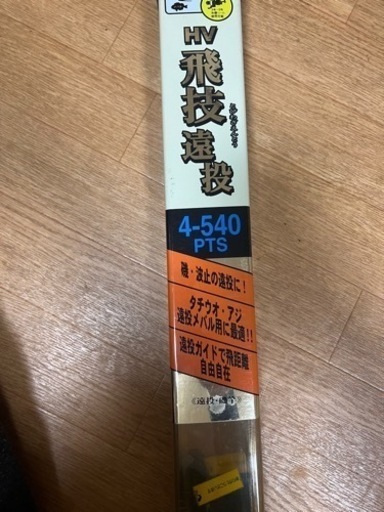 HV
飛技
遠投
4-540
PTS
磯・波止の遠投に!
タチウオ・アジ
遠投メバル用に最適!!
遠投ガイドで飛距離
自由自在